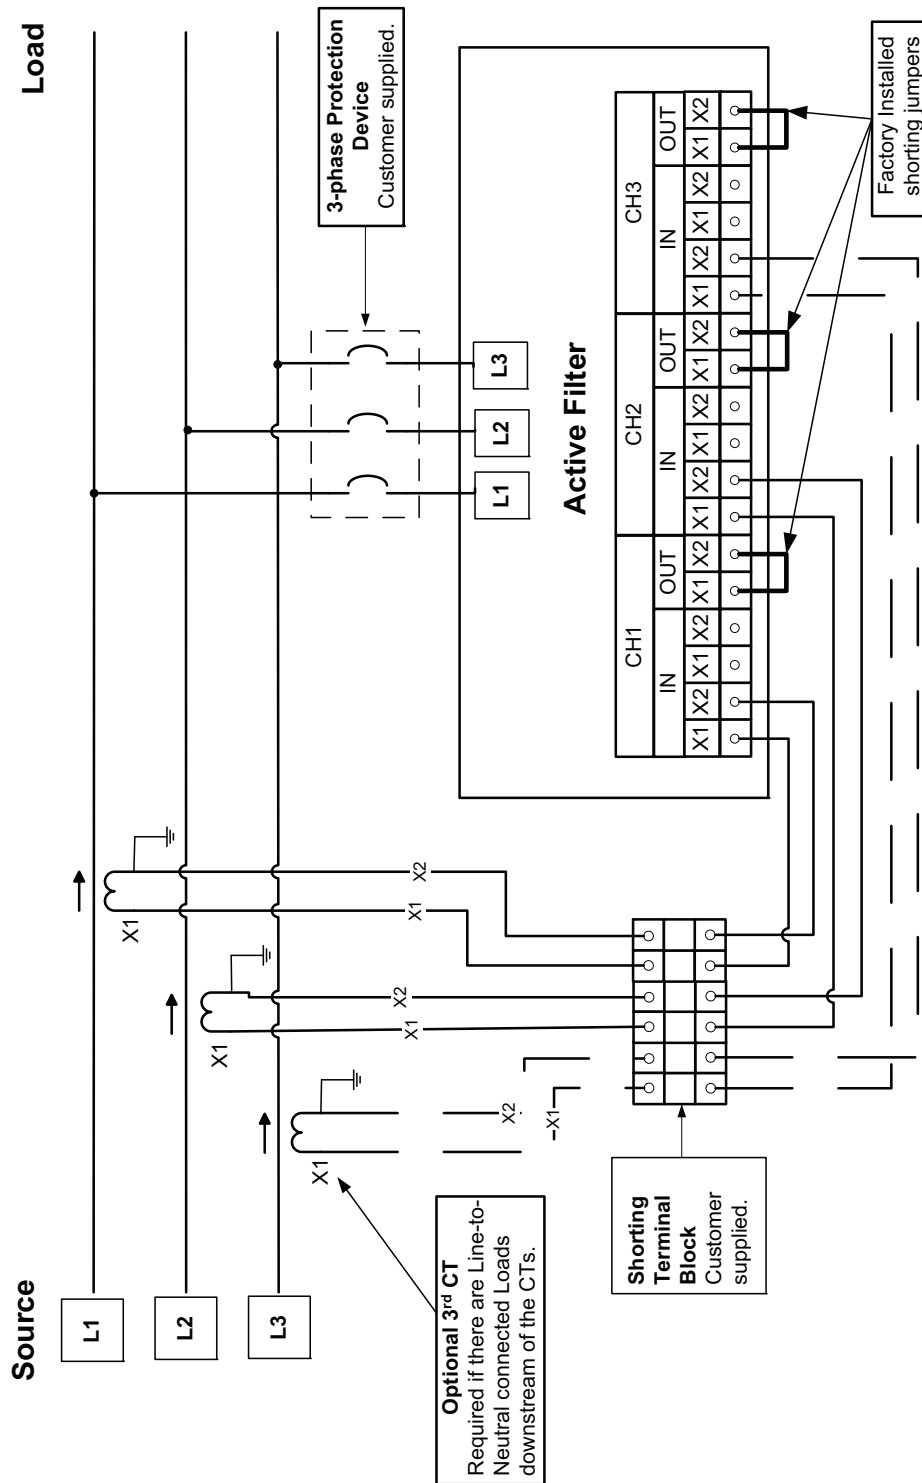 Source
Load
L1
L2
L3
X1
X1
X1
X1
X2
X1
X2
X2
–X1
Optional 3rd CT
Required if there are Line-to-
Neutral connected Loads
downstream of the CTs.
Shorting
Terminal
Block
Customer
supplied.
3-phase Protection
Device
Customer supplied.
L1
L2
L3
Active Filter
CH1
CH2
CH3
IN
OUT
IN
OUT
IN
OUT
X1 X2 X1 X2 X1 X2 X1 X2 X1 X2 X1 X2 X1 X2 X1 X2 X1 X2
Factory Installed
shorting jumpers